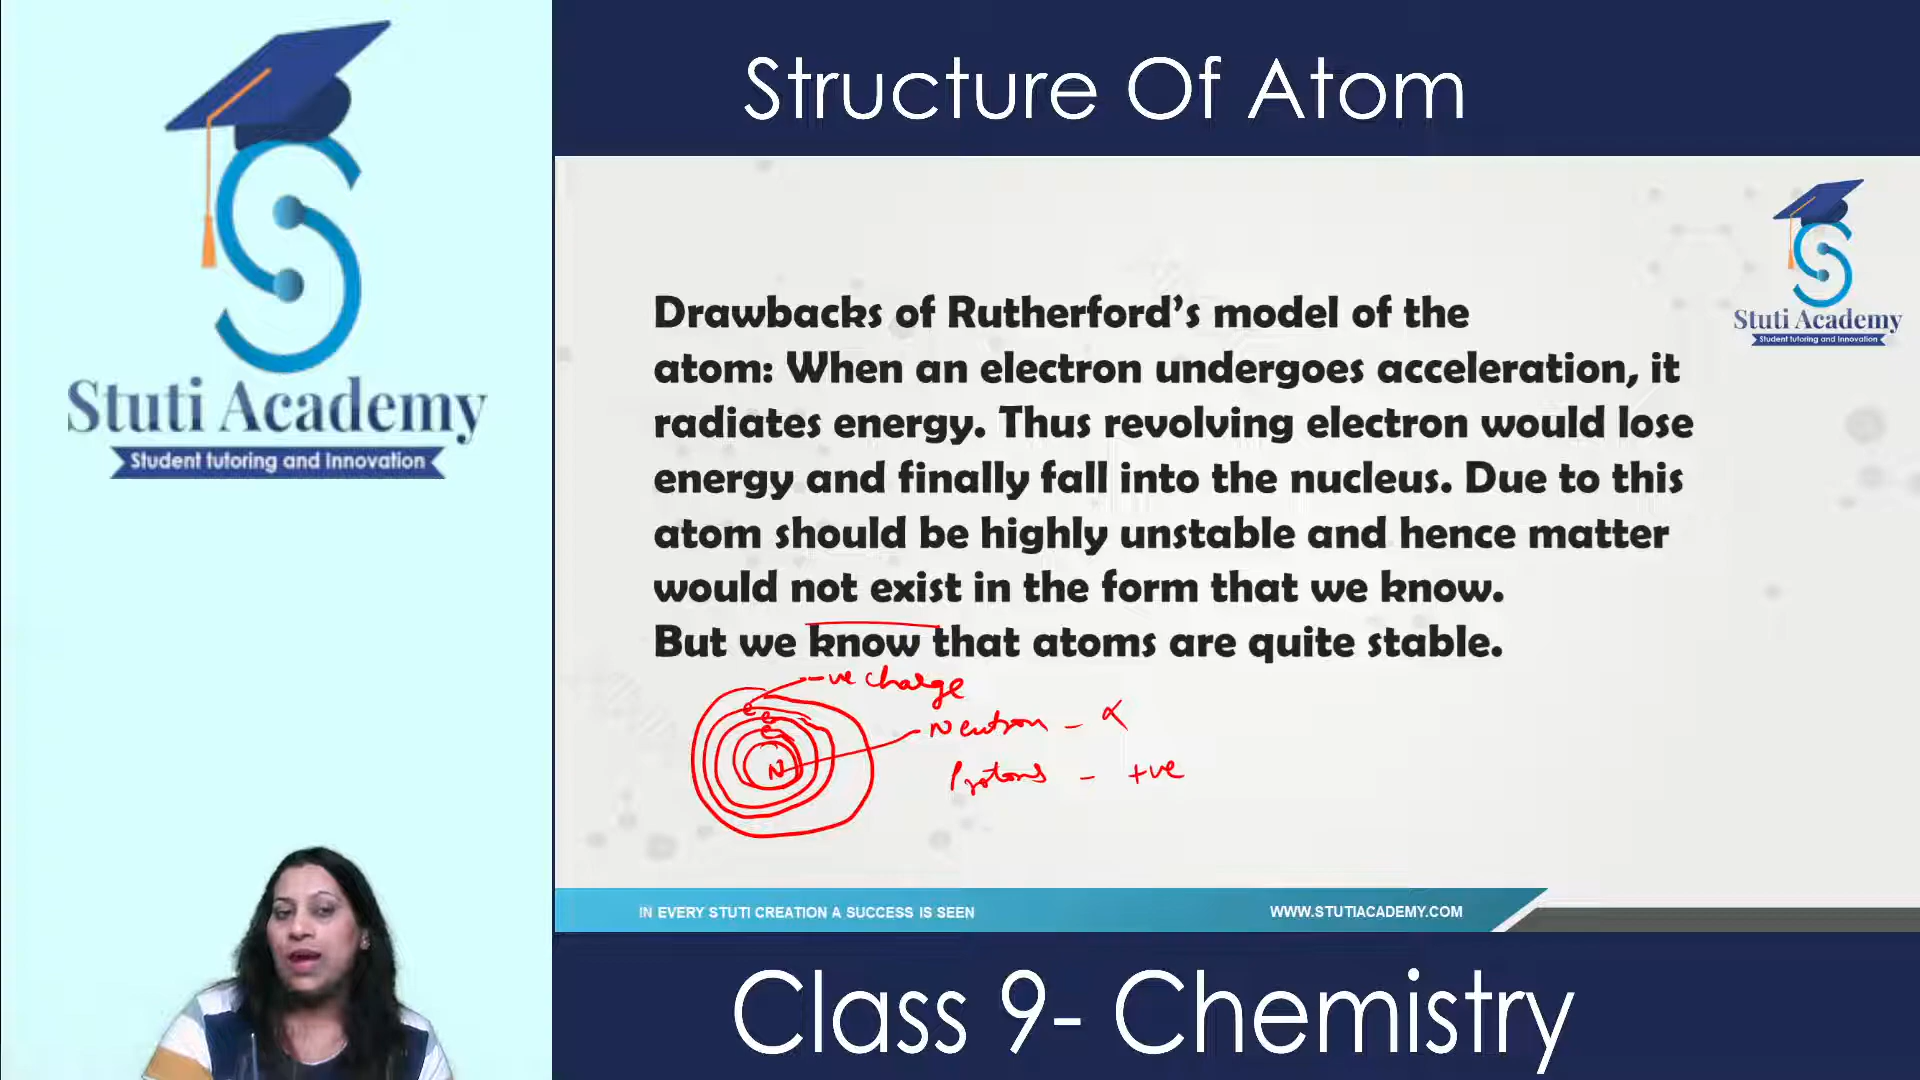 Stuti Academy
Student tutoring and Innovation
Structure Of Atom
Stuti Academy
Student tutoring and Innovation
Drawbacks of Rutherford’s model of the
atom: When an electron undergoes acceleration, it
radiates energy. Thus revolving electron would lose
energy and finally fall into the nucleus. Due to this
atom should be highly unstable and hence matter
would not exist in the form that we know.
But we know that atoms are quite stable.
-ve charge
e
e
e
N
Neutron -
Protons - +ve
IN EVERY STUTI CREATION A SUCCESS IS SEEN
WWW.STUTIACADEMY.COM
Class 9- Chemistry